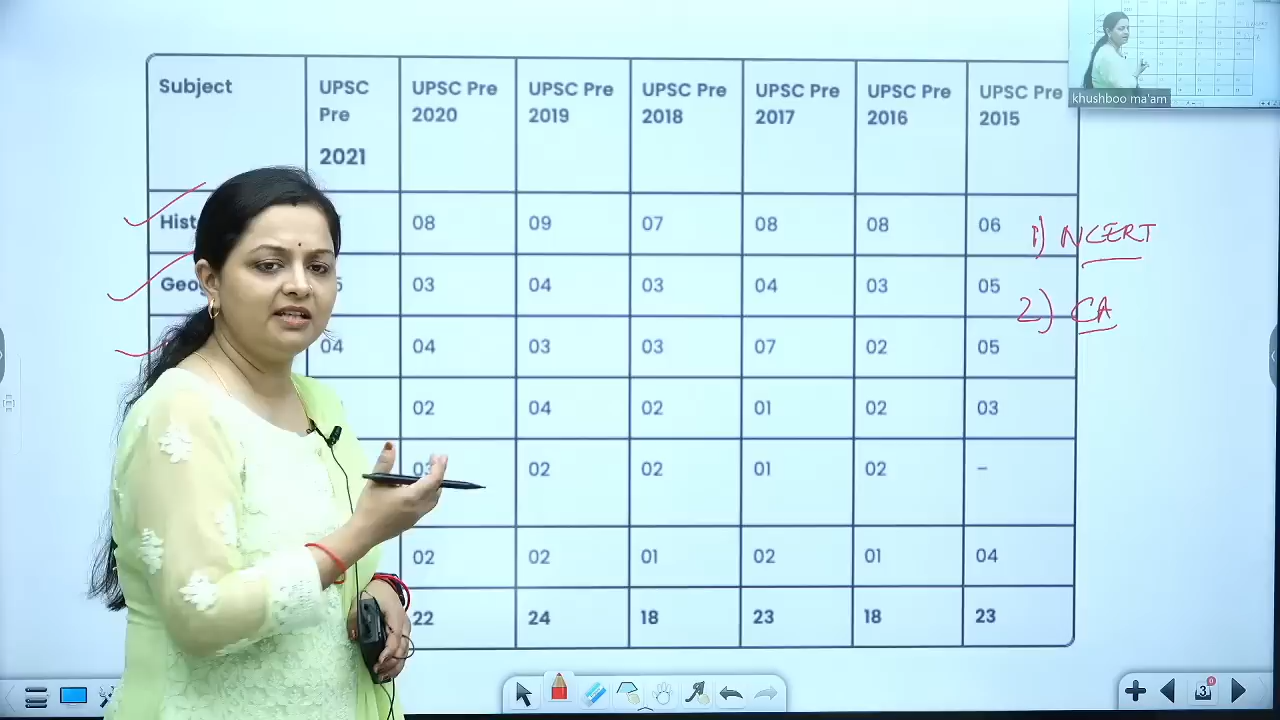 Subject UPSC Pre 2021 UPSC Pre 2020 UPSC Pre 2019 UPSC Pre 2018 UPSC Pre 2017 UPSC Pre 2016 UPSC Pre 2015
08 09 07 08 08 06
03 04 03 04 03 05
04 04 03 03 07 02 05
02 04 02 01 02 03
03 02 02 01 02 –
02 02 01 02 01 04
22 24 18 23 18 23
1) NCERT
2) CA
khushboo ma'am
3